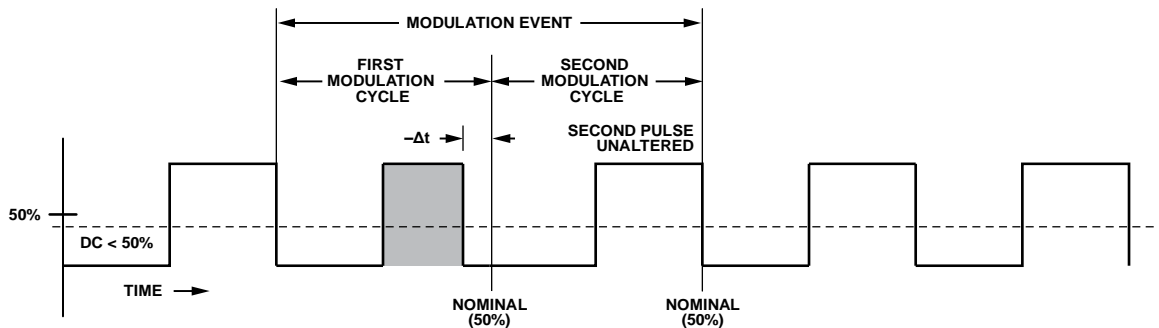 MODULATION EVENT
FIRST
MODULATION
CYCLE
SECOND
MODULATION
CYCLE
–Δt
SECOND PULSE
UNALTERED
50%
DC < 50%
TIME
NOMINAL
(50%)
NOMINAL
(50%)